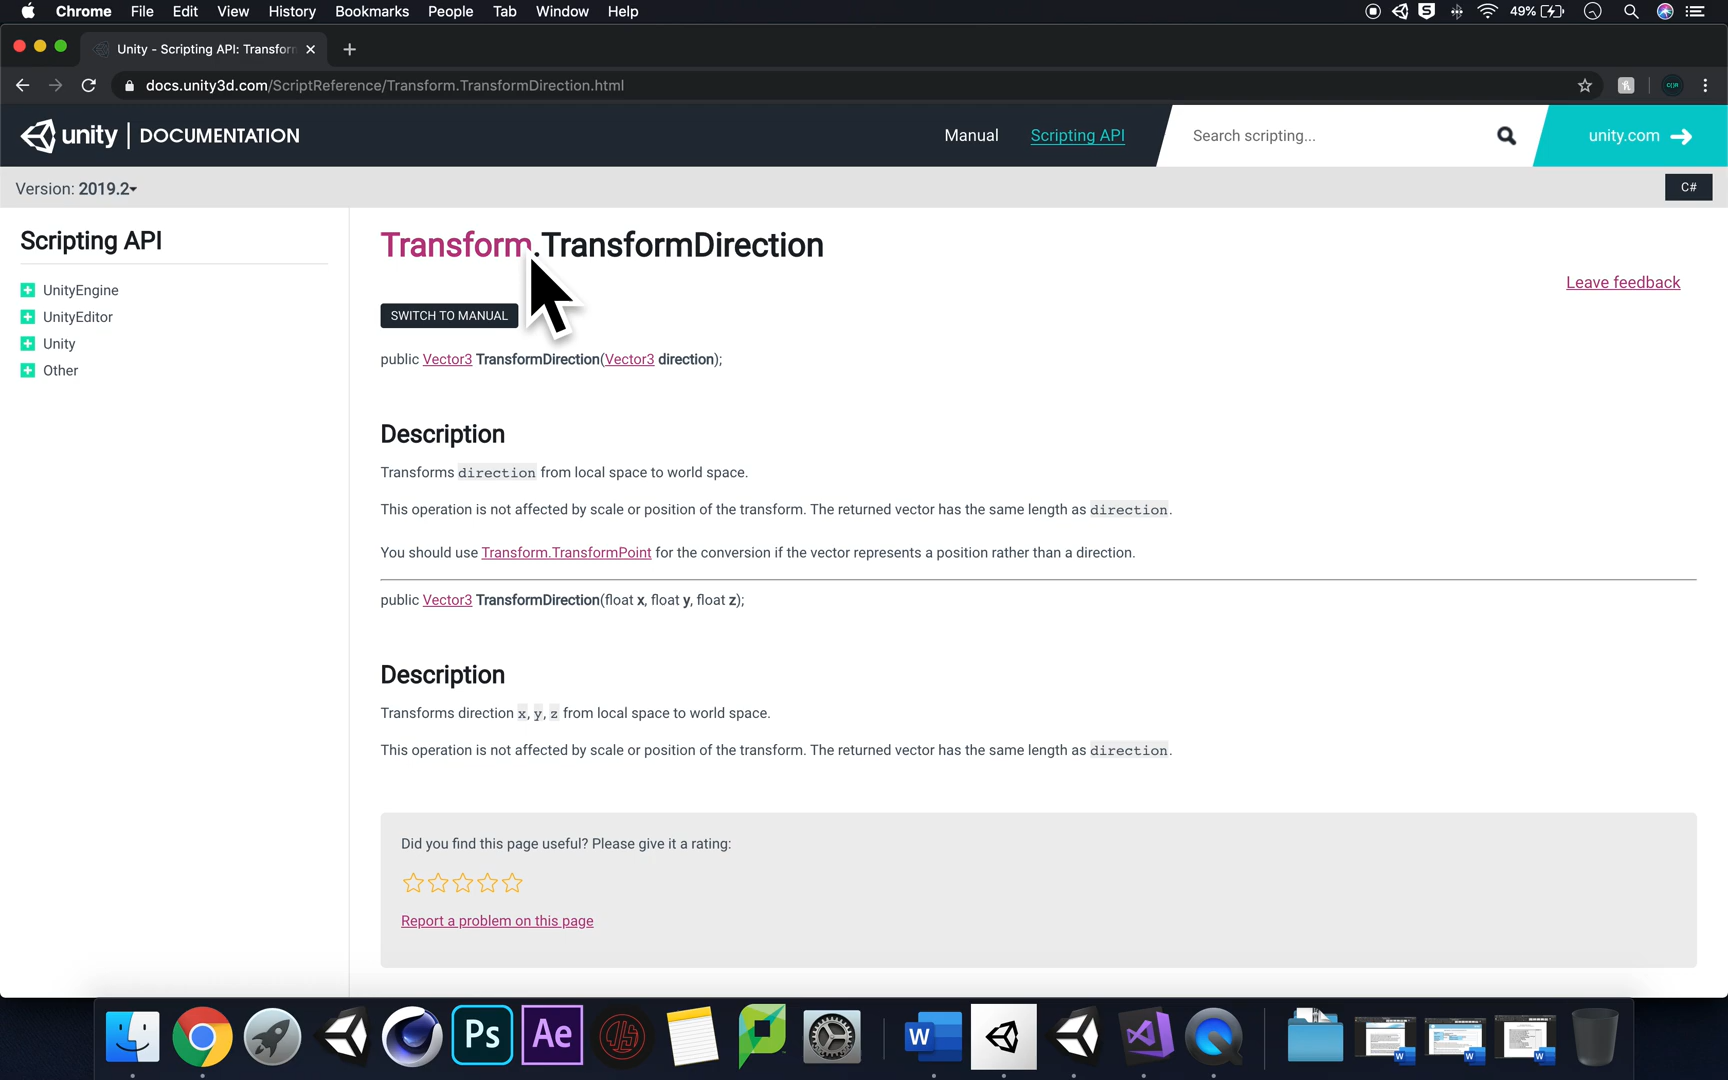 Chrome File Edit View History Bookmarks People Tab Window Help 49%
Unity - Scripting API: Transform
docs.unity3d.com/ScriptReference/Transform.TransformDirection.html
unity | DOCUMENTATION Manual Scripting API Search scripting... unity.com
Version: 2019.2 C#
Scripting API
UnityEngine
UnityEditor
Unity
Other
Transform.TransformDirection
Leave feedback
SWITCH TO MANUAL
public Vector3 TransformDirection(Vector3 direction);
Description
Transforms direction from local space to world space.
This operation is not affected by scale or position of the transform. The returned vector has the same length as direction.
You should use Transform.TransformPoint for the conversion if the vector represents a position rather than a direction.
public Vector3 TransformDirection(float x, float y, float z);
Description
Transforms direction x, y, z from local space to world space.
This operation is not affected by scale or position of the transform. The returned vector has the same length as direction.
Did you find this page useful? Please give it a rating:
Report a problem on this page
Ps Ae W